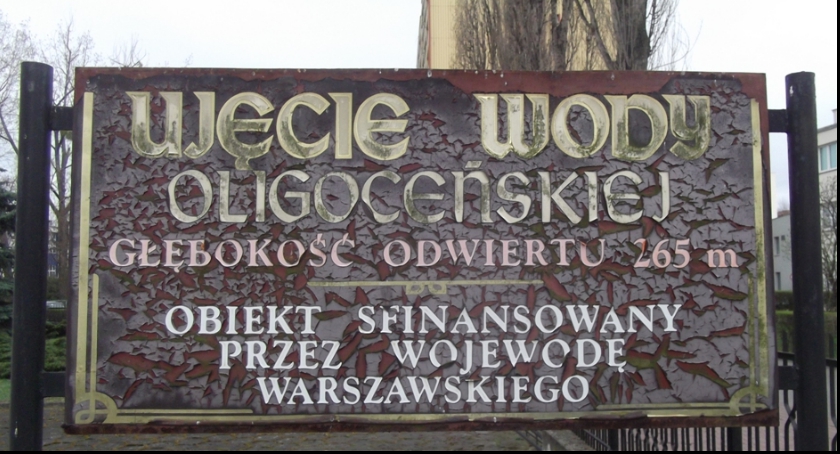 UJĘCIE WODY
OLIGOCEŃSKIEJ
GŁĘBOKOŚĆ ODWIERTU 265 m
OBIEKT SFINANSOWANY
PRZEZ WOJEWODĘ
WARSZAWSKIEGO